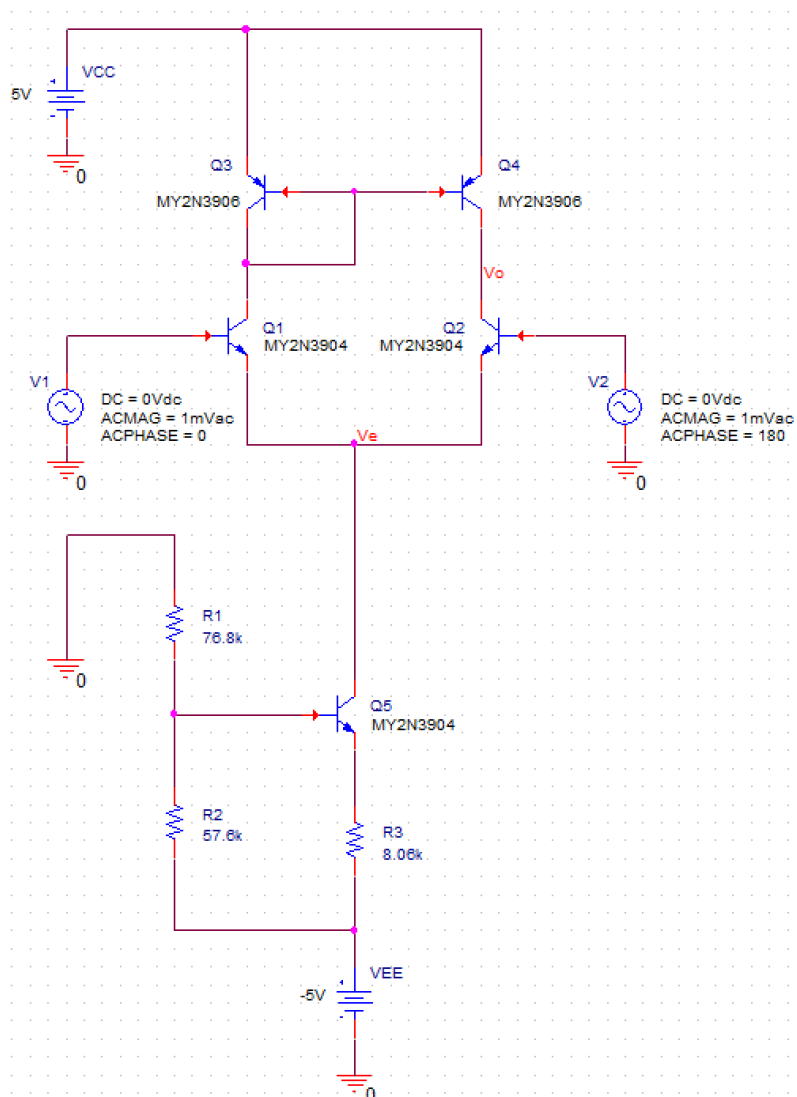 VCC
5V
0
Q3
Q4
MY2N3906
MY2N3906
Vo
Q1
Q2
MY2N3904
MY2N3904
V1
DC = 0Vdc
ACMAG = 1mVac
ACPHASE = 0
V2
DC = 0Vdc
ACMAG = 1mVac
ACPHASE = 180
Ve
0
0
R1
76.8k
0
Q5
MY2N3904
R2
57.6k
R3
8.06k
VEE
-5V
0